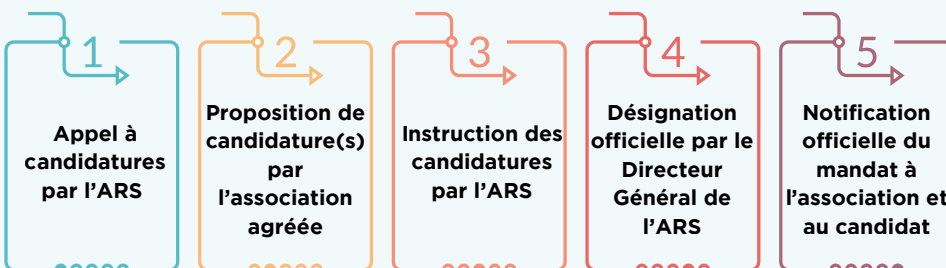 1
Appel à
candidatures
par l'ARS
2
Proposition de
candidature(s)
par
l'association
agréée
3
Instruction des
candidatures
par l'ARS
4
Désignation
officielle par le
Directeur
Général de
l'ARS
5
Notification
officielle du
mandat à
l'association et
au candidat